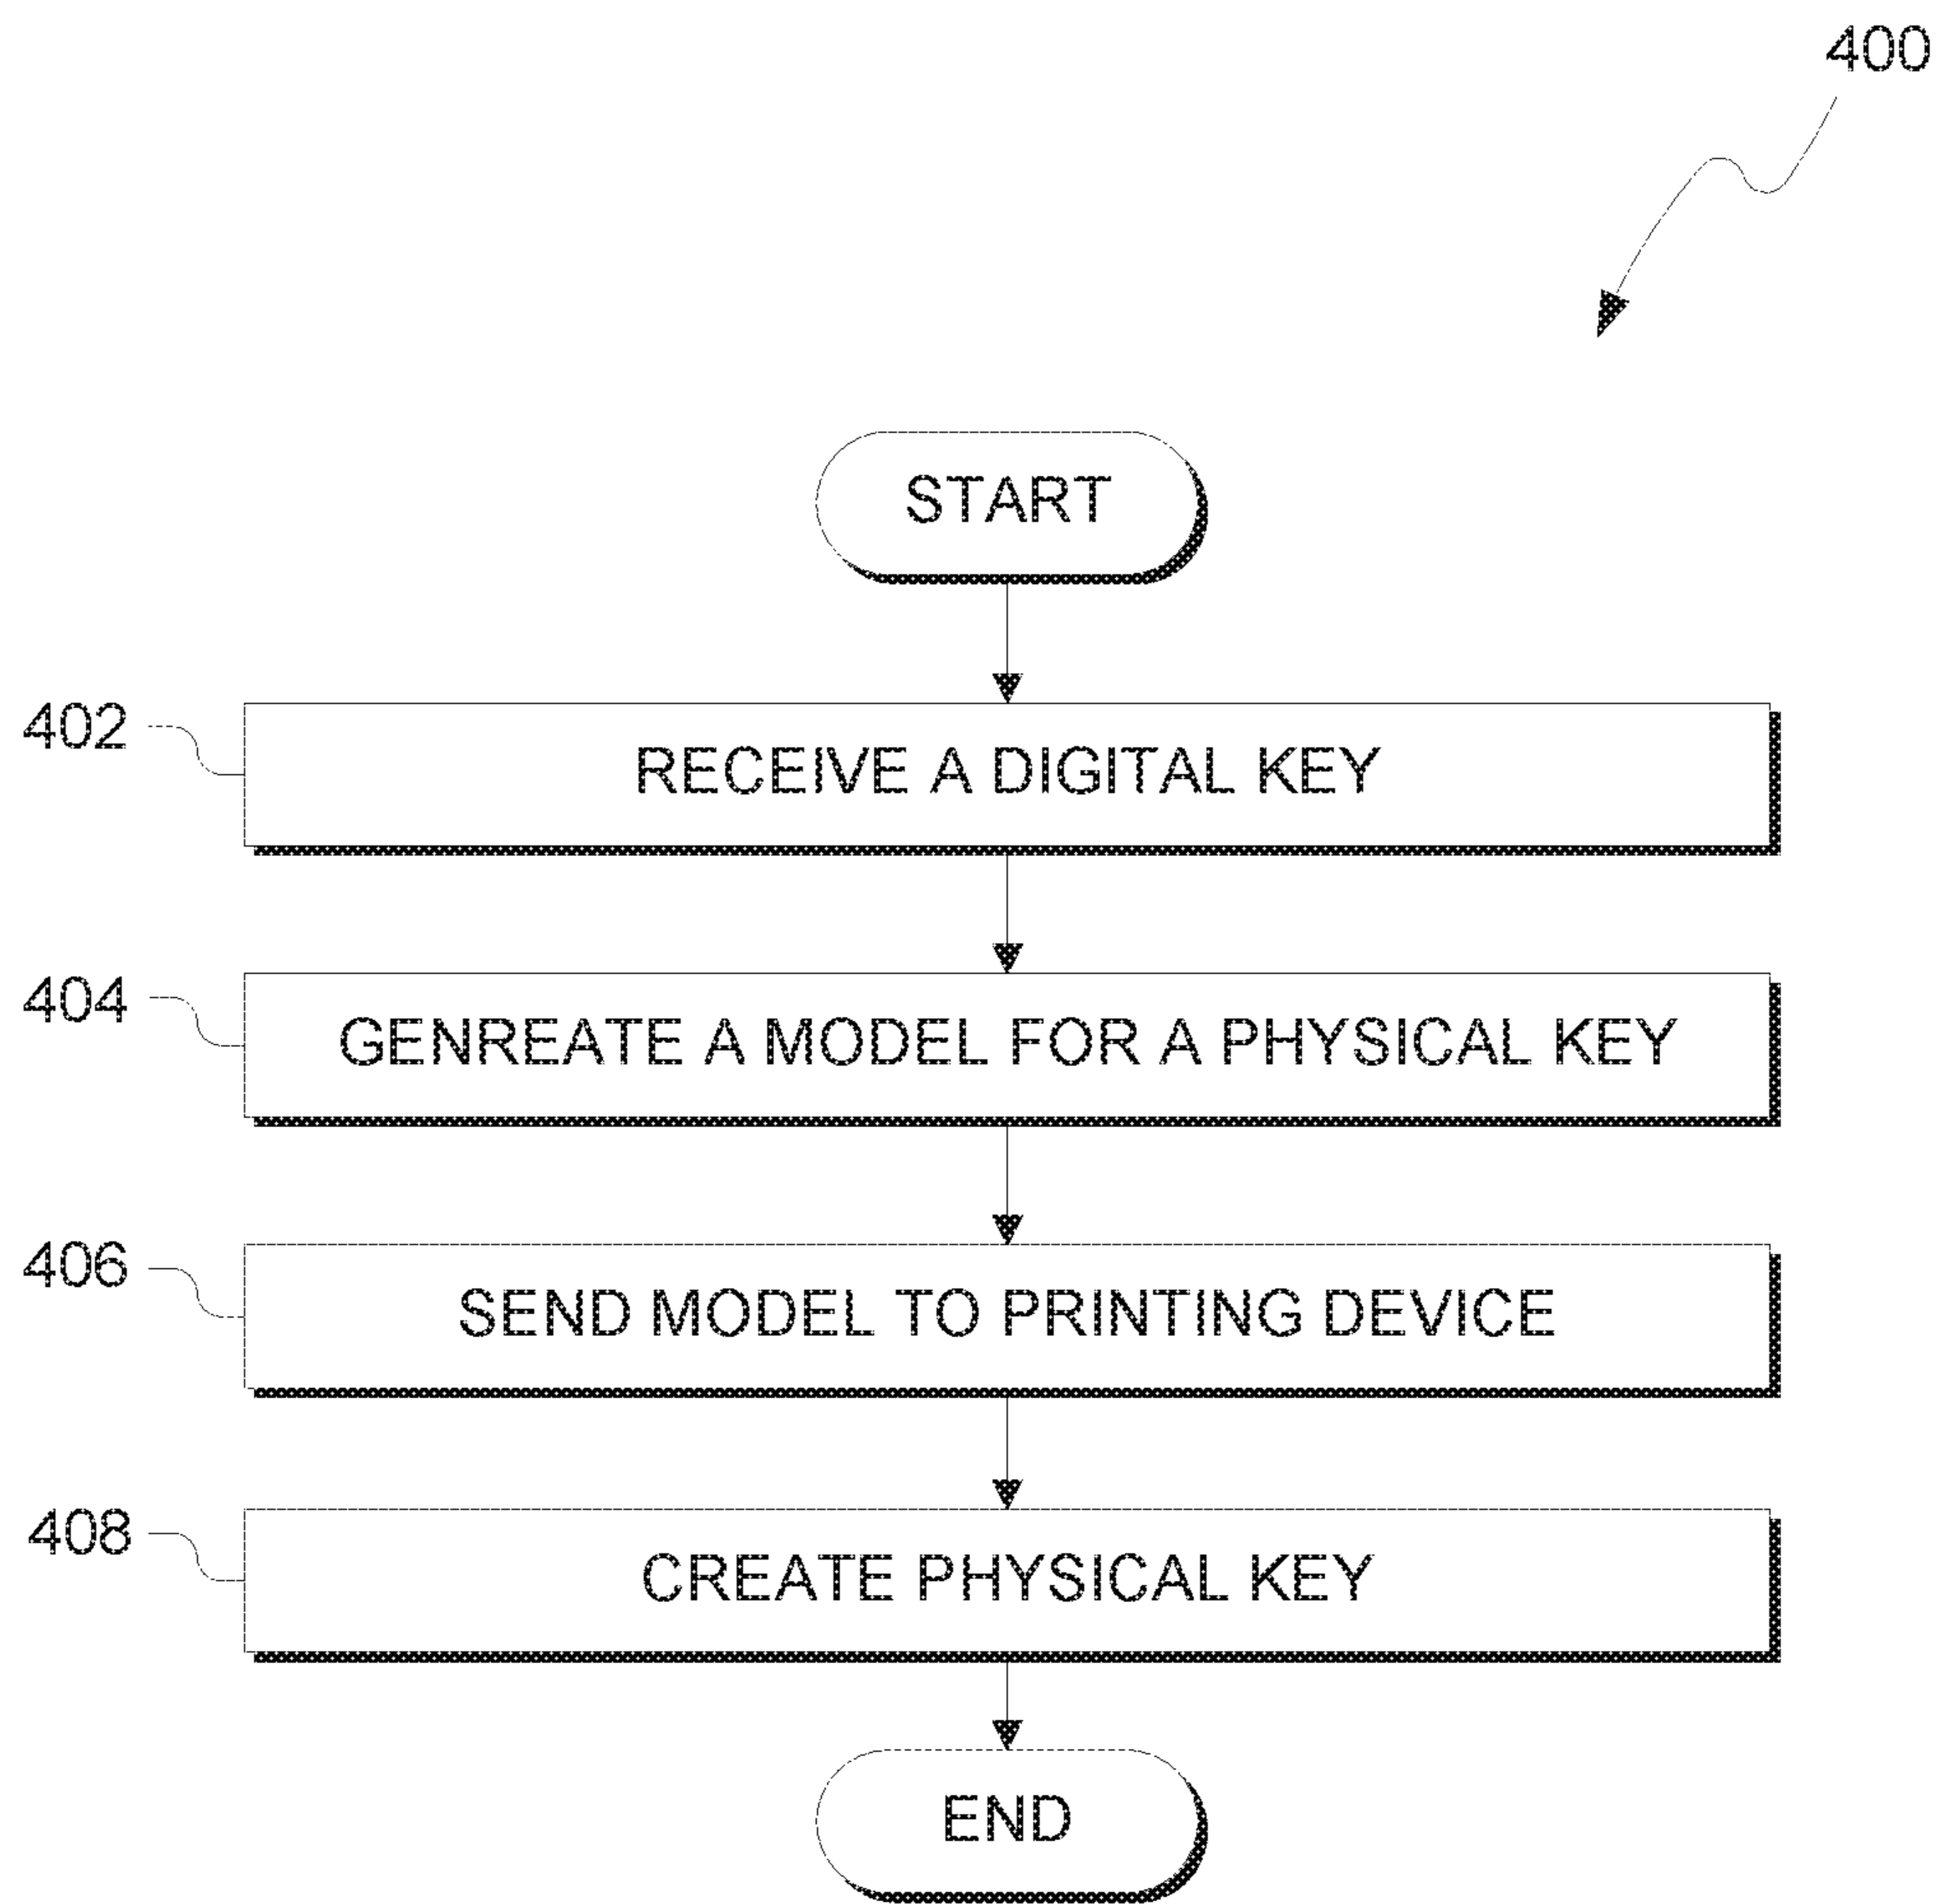 400
START
402
RECEIVE A DIGITAL KEY
404
GENREATE A MODEL FOR A PHYSICAL KEY
406
SEND MODEL TO PRINTING DEVICE
408
CREATE PHYSICAL KEY
END